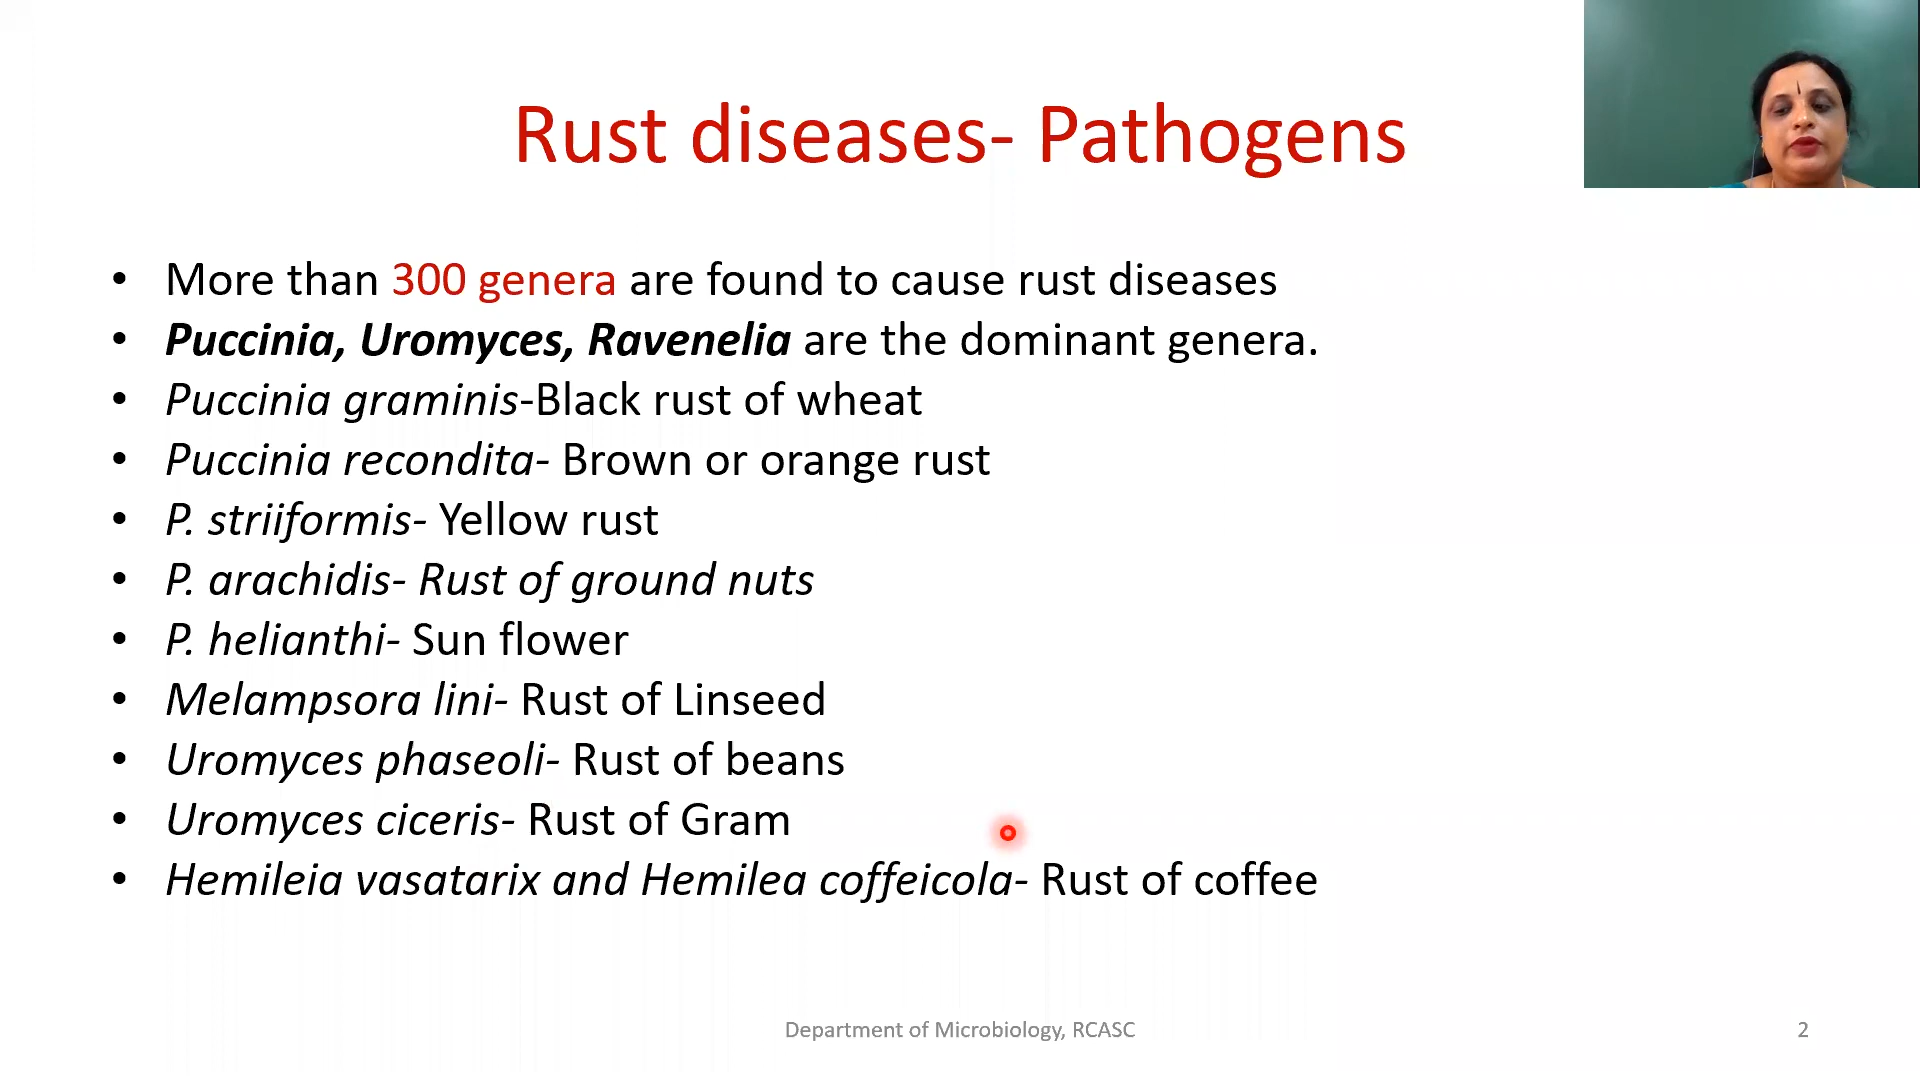 Rust diseases- Pathogens
• More than 300 genera are found to cause rust diseases
• Puccinia, Uromyces, Ravenelia are the dominant genera.
• Puccinia graminis-Black rust of wheat
• Puccinia recondita- Brown or orange rust
• P. striiformis- Yellow rust
• P. arachidis- Rust of ground nuts
• P. helianthi- Sun flower
• Melampsora lini- Rust of Linseed
• Uromyces phaseoli- Rust of beans
• Uromyces ciceris- Rust of Gram
• Hemileia vasatarix and Hemilea coffeicola- Rust of coffee
Department of Microbiology, RCASC
2